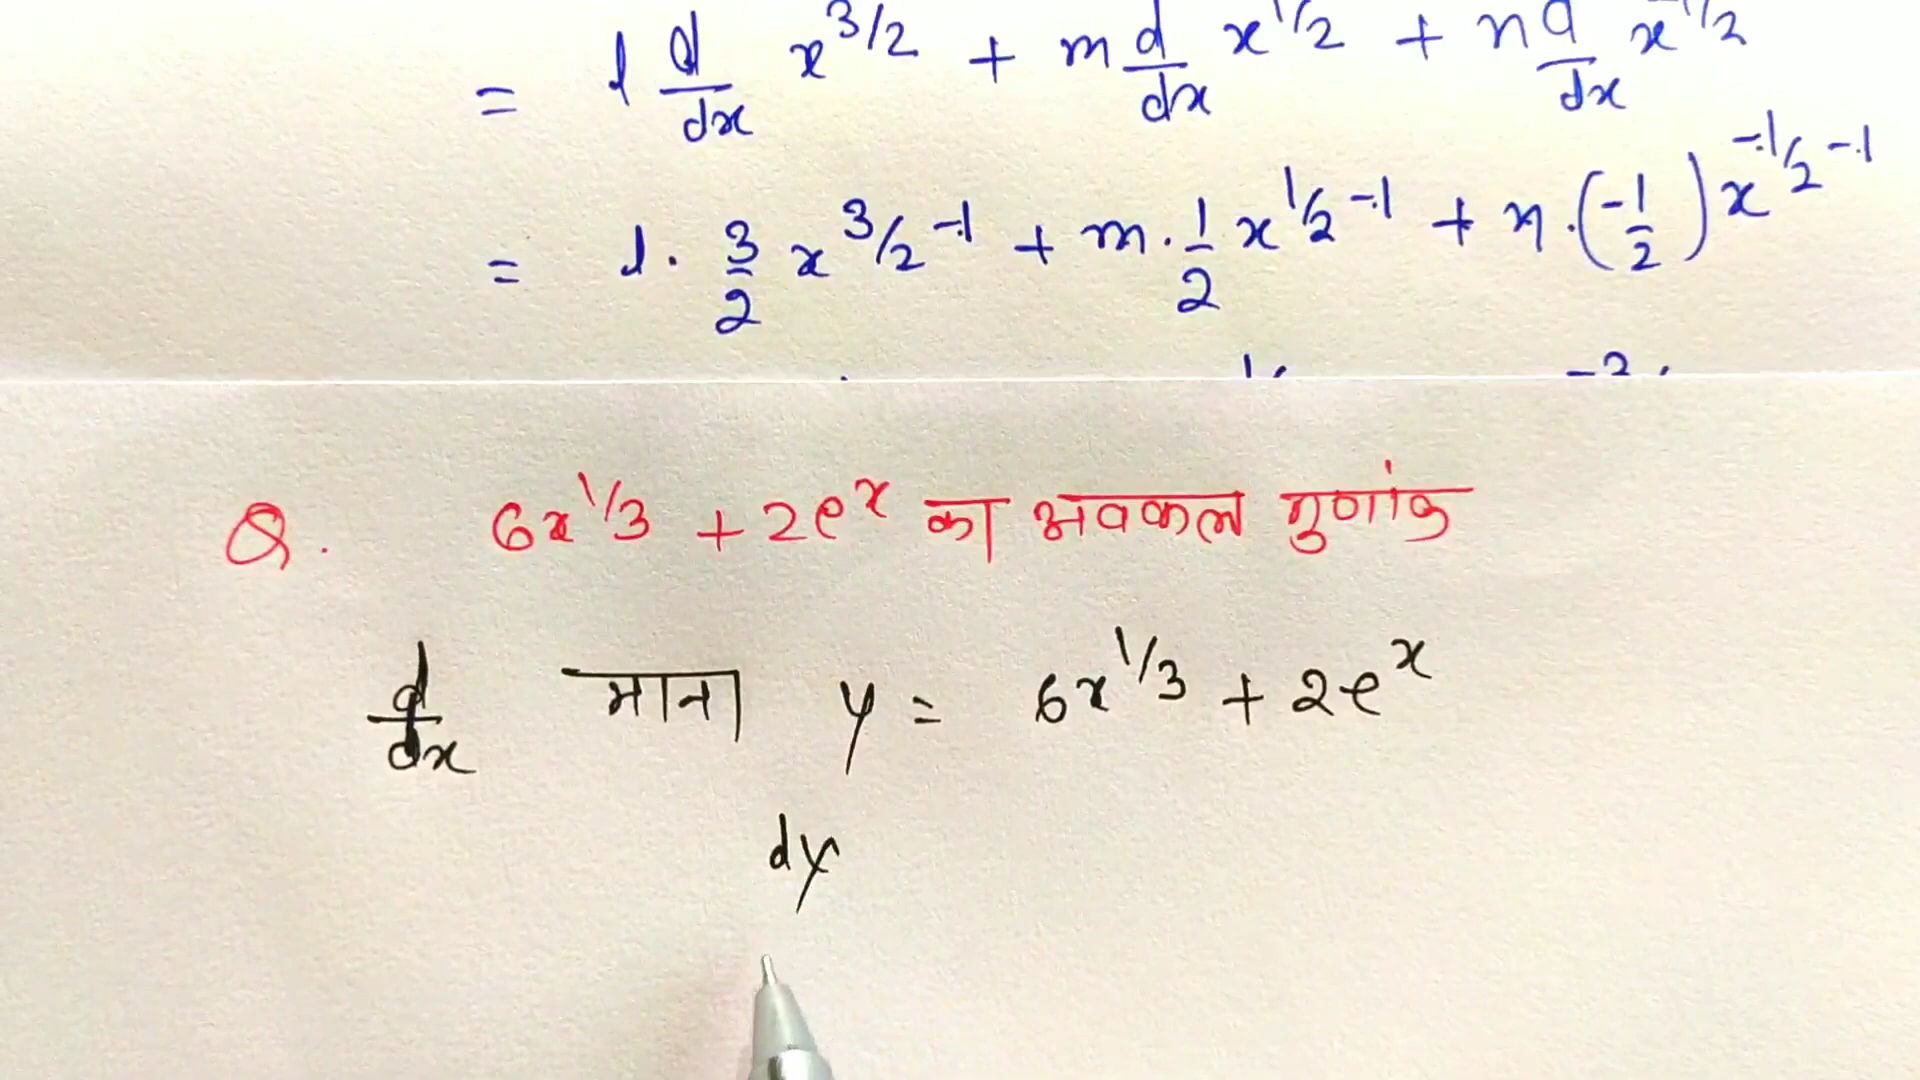 = l d/dx x^3/2 + m d/dx x^1/2 + n d/dx x^-1/2
= l . 3/2 x^3/2-1 + m . 1/2 x^1/2-1 + n . (-1/2) x^-1/2-1
Q. 6x^1/3 + 2e^x का अवकल गुणांक
d/dx माना y = 6x^1/3 + 2e^x
dy